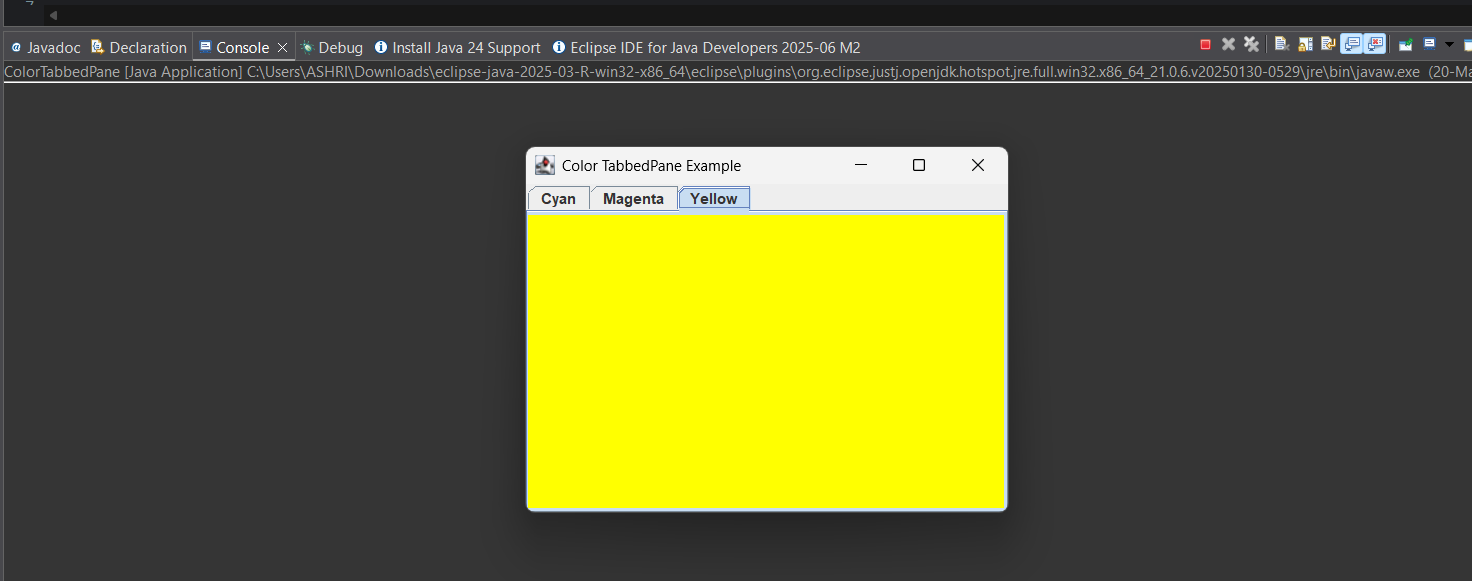 @ Javadoc Declaration Console Debug Install Java 24 Support Eclipse IDE for Java Developers 2025-06 M2
ColorTabbedPane [Java Application] C:\Users\ASHRI\Downloads\eclipse-java-2025-03-R-win32-x86_64\eclipse\plugins\org.eclipse.justj.openjdk.hotspot.jre.full.win32.x86_64_21.0.6.v20250130-0529\jre\bin\javaw.exe (20-Ma
Color TabbedPane Example
Cyan Magenta Yellow